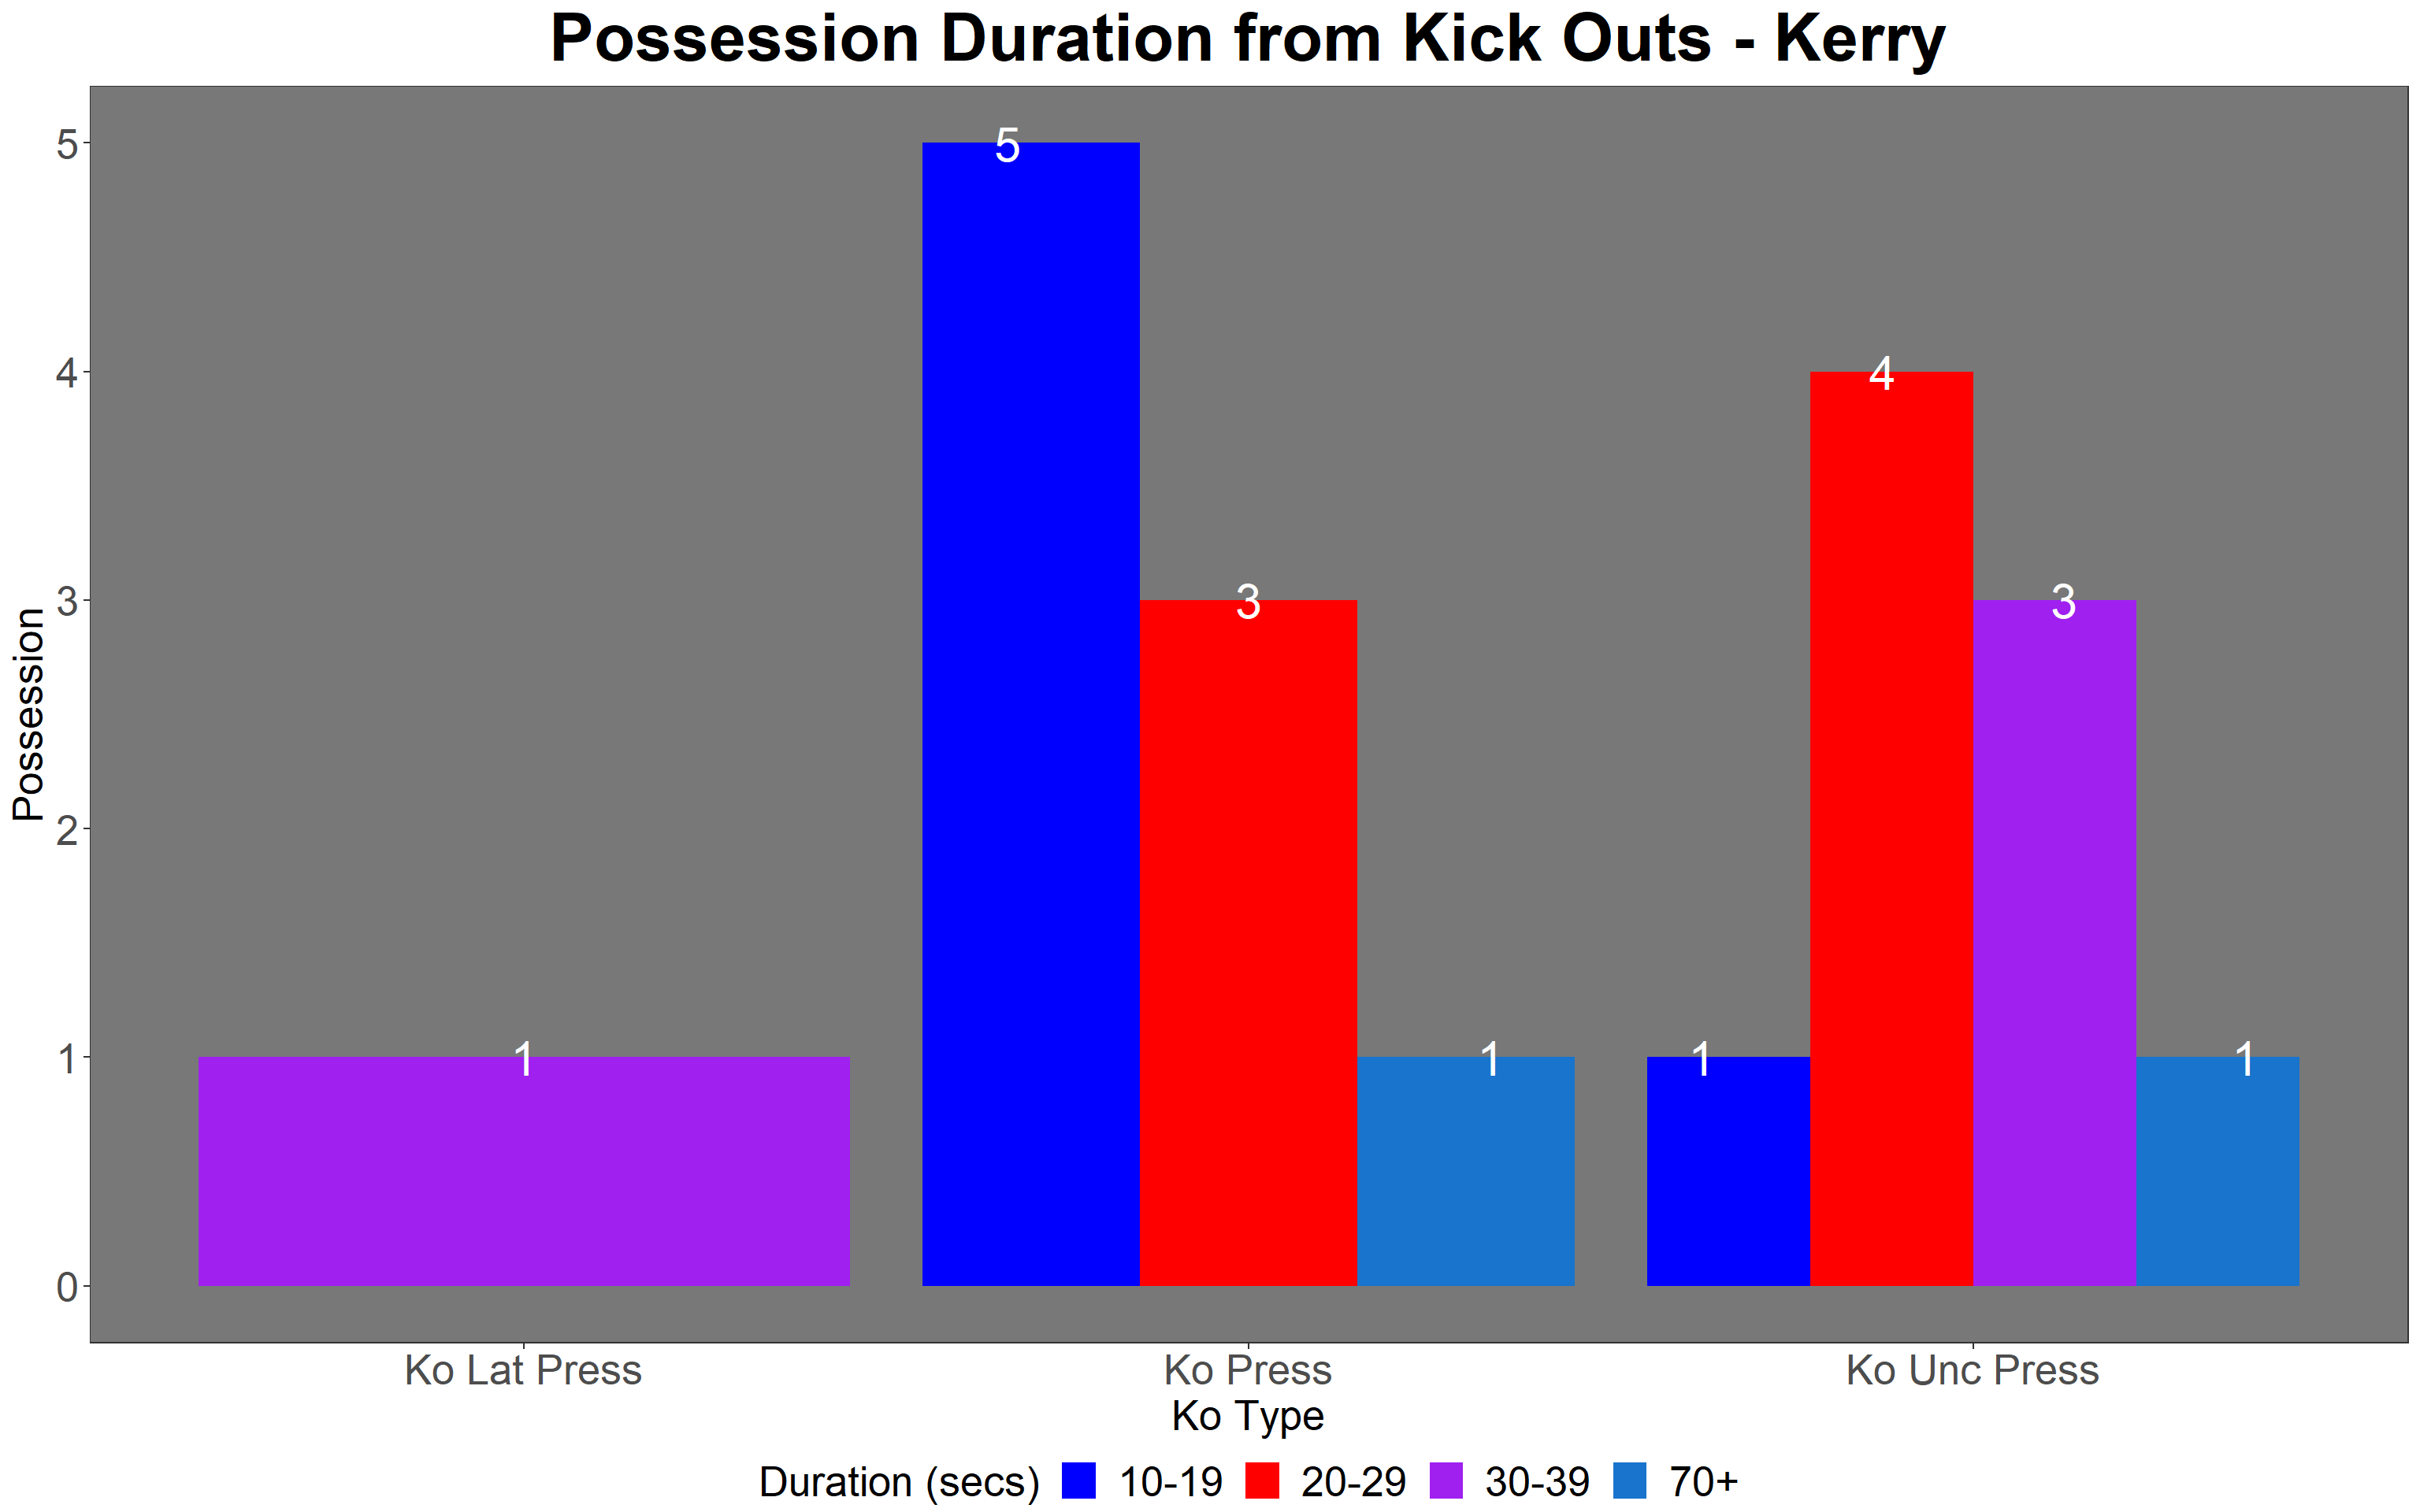 Possession Duration from Kick Outs - Kerry
Possession
5
4
3
2
1
0
5
4
3
3
1
1
1
1
Ko Lat Press
Ko Press
Ko Unc Press
Ko Type
Duration (secs) 10-19 20-29 30-39 70+